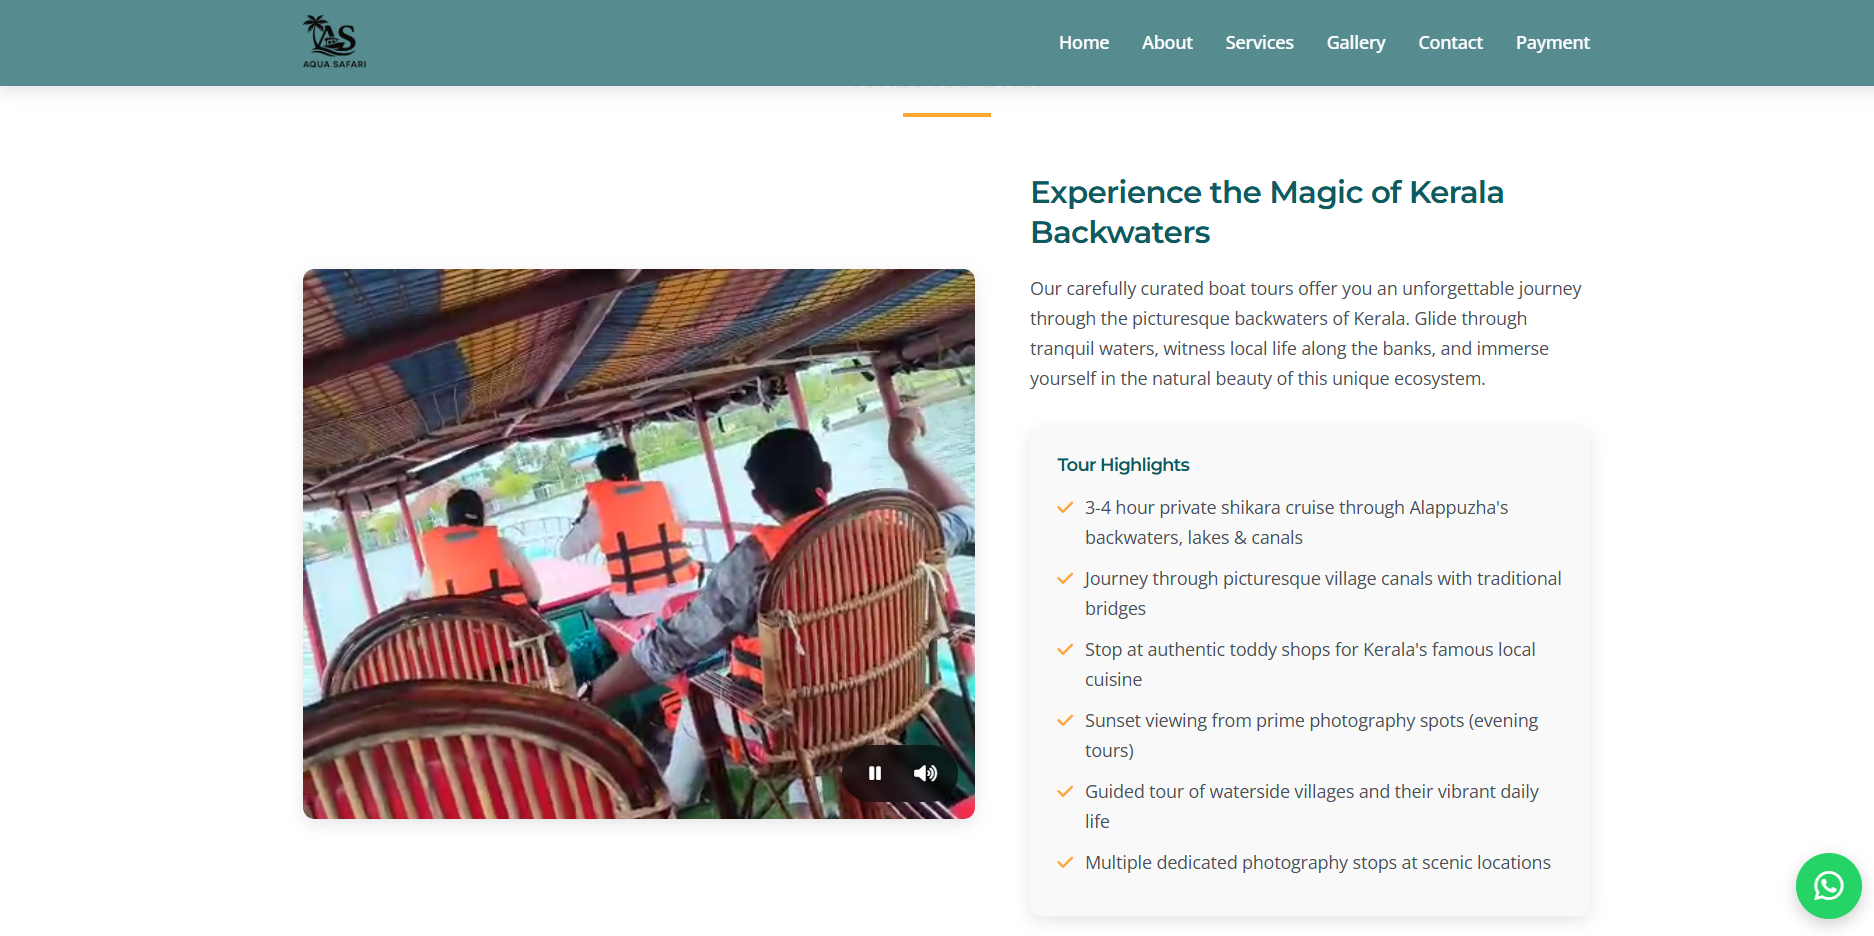 AS
AQUA SAFARI
Home
About
Services
Gallery
Contact
Payment
Experience the Magic of Kerala
Backwaters
Our carefully curated boat tours offer you an unforgettable journey
through the picturesque backwaters of Kerala. Glide through
tranquil waters, witness local life along the banks, and immerse
yourself in the natural beauty of this unique ecosystem.
Tour Highlights
3-4 hour private shikara cruise through Alappuzha's
backwaters, lakes & canals
Journey through picturesque village canals with traditional
bridges
Stop at authentic toddy shops for Kerala's famous local
cuisine
Sunset viewing from prime photography spots (evening
tours)
Guided tour of waterside villages and their vibrant daily
life
Multiple dedicated photography stops at scenic locations